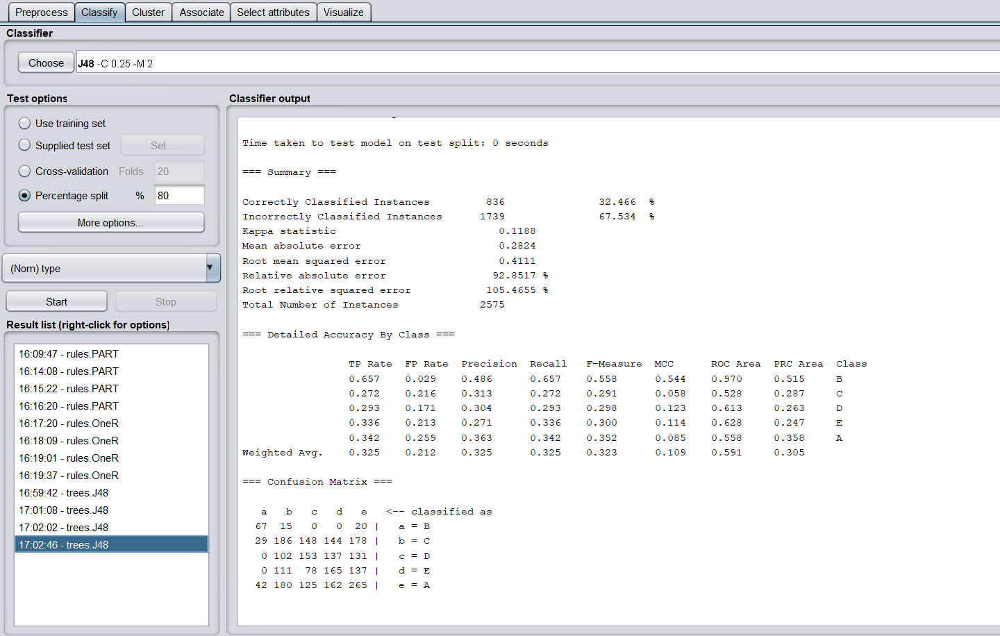 Preprocess Classify Cluster Associate Select attributes Visualize
Classifier
Choose J48 -C 0.25 -M 2
Test options
Use training set
Supplied test set Set...
Cross-validation Folds 20
Percentage split % 80
More options...
(Nom) type
Start Stop
Result list (right-click for options)
16:09:47 - rules.PART
16:14:08 - rules.PART
16:15:22 - rules.PART
16:16:20 - rules.PART
16:17:20 - rules.OneR
16:18:09 - rules.OneR
16:19:01 - rules.OneR
16:19:37 - rules.OneR
16:59:42 - trees.J48
17:01:08 - trees.J48
17:02:02 - trees.J48
17:02:46 - trees.J48
Classifier output
Time taken to test model on test split: 0 seconds
=== Summary ===
Correctly Classified Instances 836 32.466 %
Incorrectly Classified Instances 1739 67.534 %
Kappa statistic 0.1188
Mean absolute error 0.2824
Root mean squared error 0.4111
Relative absolute error 92.8517 %
Root relative squared error 105.4655 %
Total Number of Instances 2575
=== Detailed Accuracy By Class ===
TP Rate FP Rate Precision Recall F-Measure MCC ROC Area PRC Area Class
0.657 0.029 0.486 0.657 0.558 0.544 0.970 0.515 B
0.272 0.216 0.313 0.272 0.291 0.058 0.528 0.287 C
0.293 0.171 0.304 0.293 0.298 0.123 0.613 0.263 D
0.336 0.213 0.271 0.336 0.300 0.114 0.628 0.247 E
0.342 0.259 0.363 0.342 0.352 0.085 0.558 0.358 A
Weighted Avg. 0.325 0.212 0.325 0.325 0.323 0.109 0.591 0.305
=== Confusion Matrix ===
a b c d e <-- classified as
67 15 0 0 20 | a = B
29 186 148 144 178 | b = C
0 102 153 137 131 | c = D
0 111 78 165 137 | d = E
42 180 125 162 265 | e = A